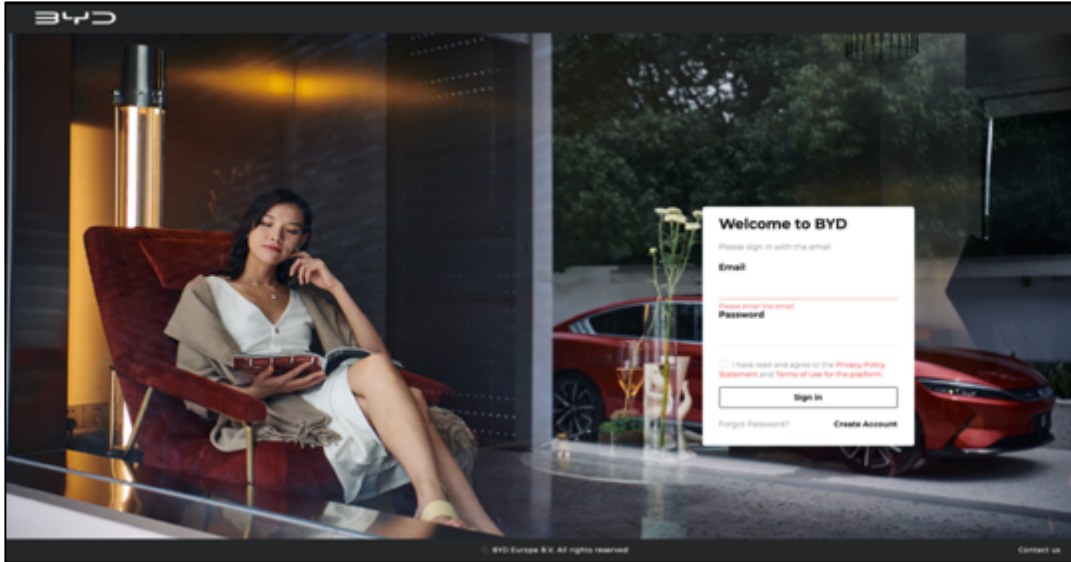 BYD
Welcome to BYD
Please sign in with the email
Email
Please enter the email
Password
I have read and agree to the Privacy Policy
Statement and Terms of Use for the platform.
Sign in
Forgot Password? Create Account
© BYD Europe B.V. All rights reserved
Contact us